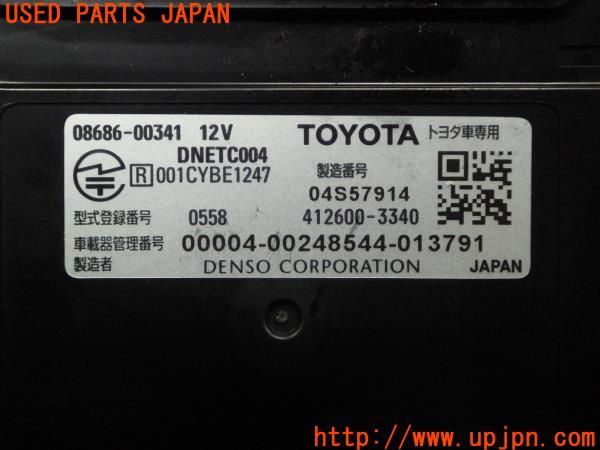 USED PARTS JAPAN
08686-00341 12V
TOYOTA トヨタ車専用
DNETC004
R 001CYBE1247
製造番号
04S57914
型式登録番号 0558
412600-3340
車載器管理番号 00004-00248544-013791
製造者 DENSO CORPORATION JAPAN
http://www.upjpn.com